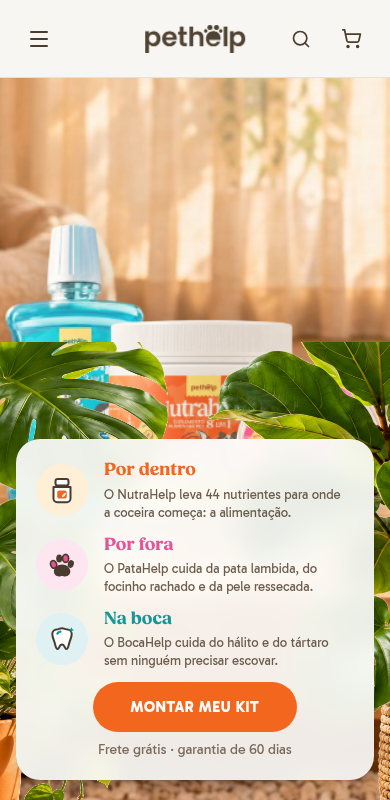 pethelp
pethelp
Por dentro
O NutraHelp leva 44 nutrientes para onde
a coceira começa: a alimentação.
Por fora
O PataHelp cuida da pata lambida, do
focinho rachado e da pele ressecada.
Na boca
O BocaHelp cuida do hálito e do tártaro
sem ninguém precisar escovar.
MONTAR MEU KIT
Frete grátis · garantia de 60 dias